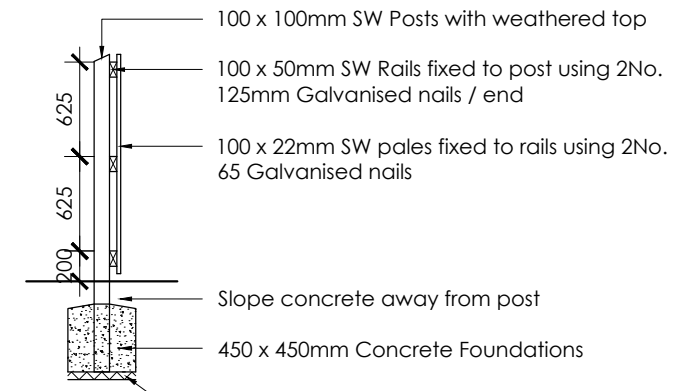 100 x 100mm SW Posts with weathered top
100 x 50mm SW Rails fixed to post using 2No.
125mm Galvanised nails / end
100 x 22mm SW pales fixed to rails using 2No.
65 Galvanised nails
625
625
200
Slope concrete away from post
450 x 450mm Concrete Foundations